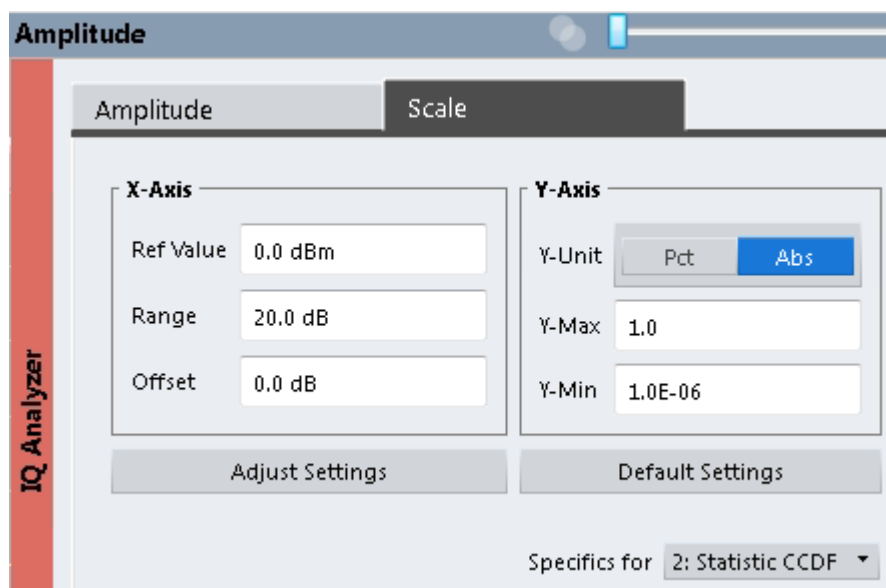 Amplitude
Amplitude
Scale
X-Axis
Ref Value 0.0 dBm
Range 20.0 dB
Offset 0.0 dB
Y-Axis
Y-Unit Pct Abs
Y-Max 1.0
Y-Min 1.0E-06
Adjust Settings
Default Settings
Specifics for 2: Statistic CCDF
IQ Analyzer